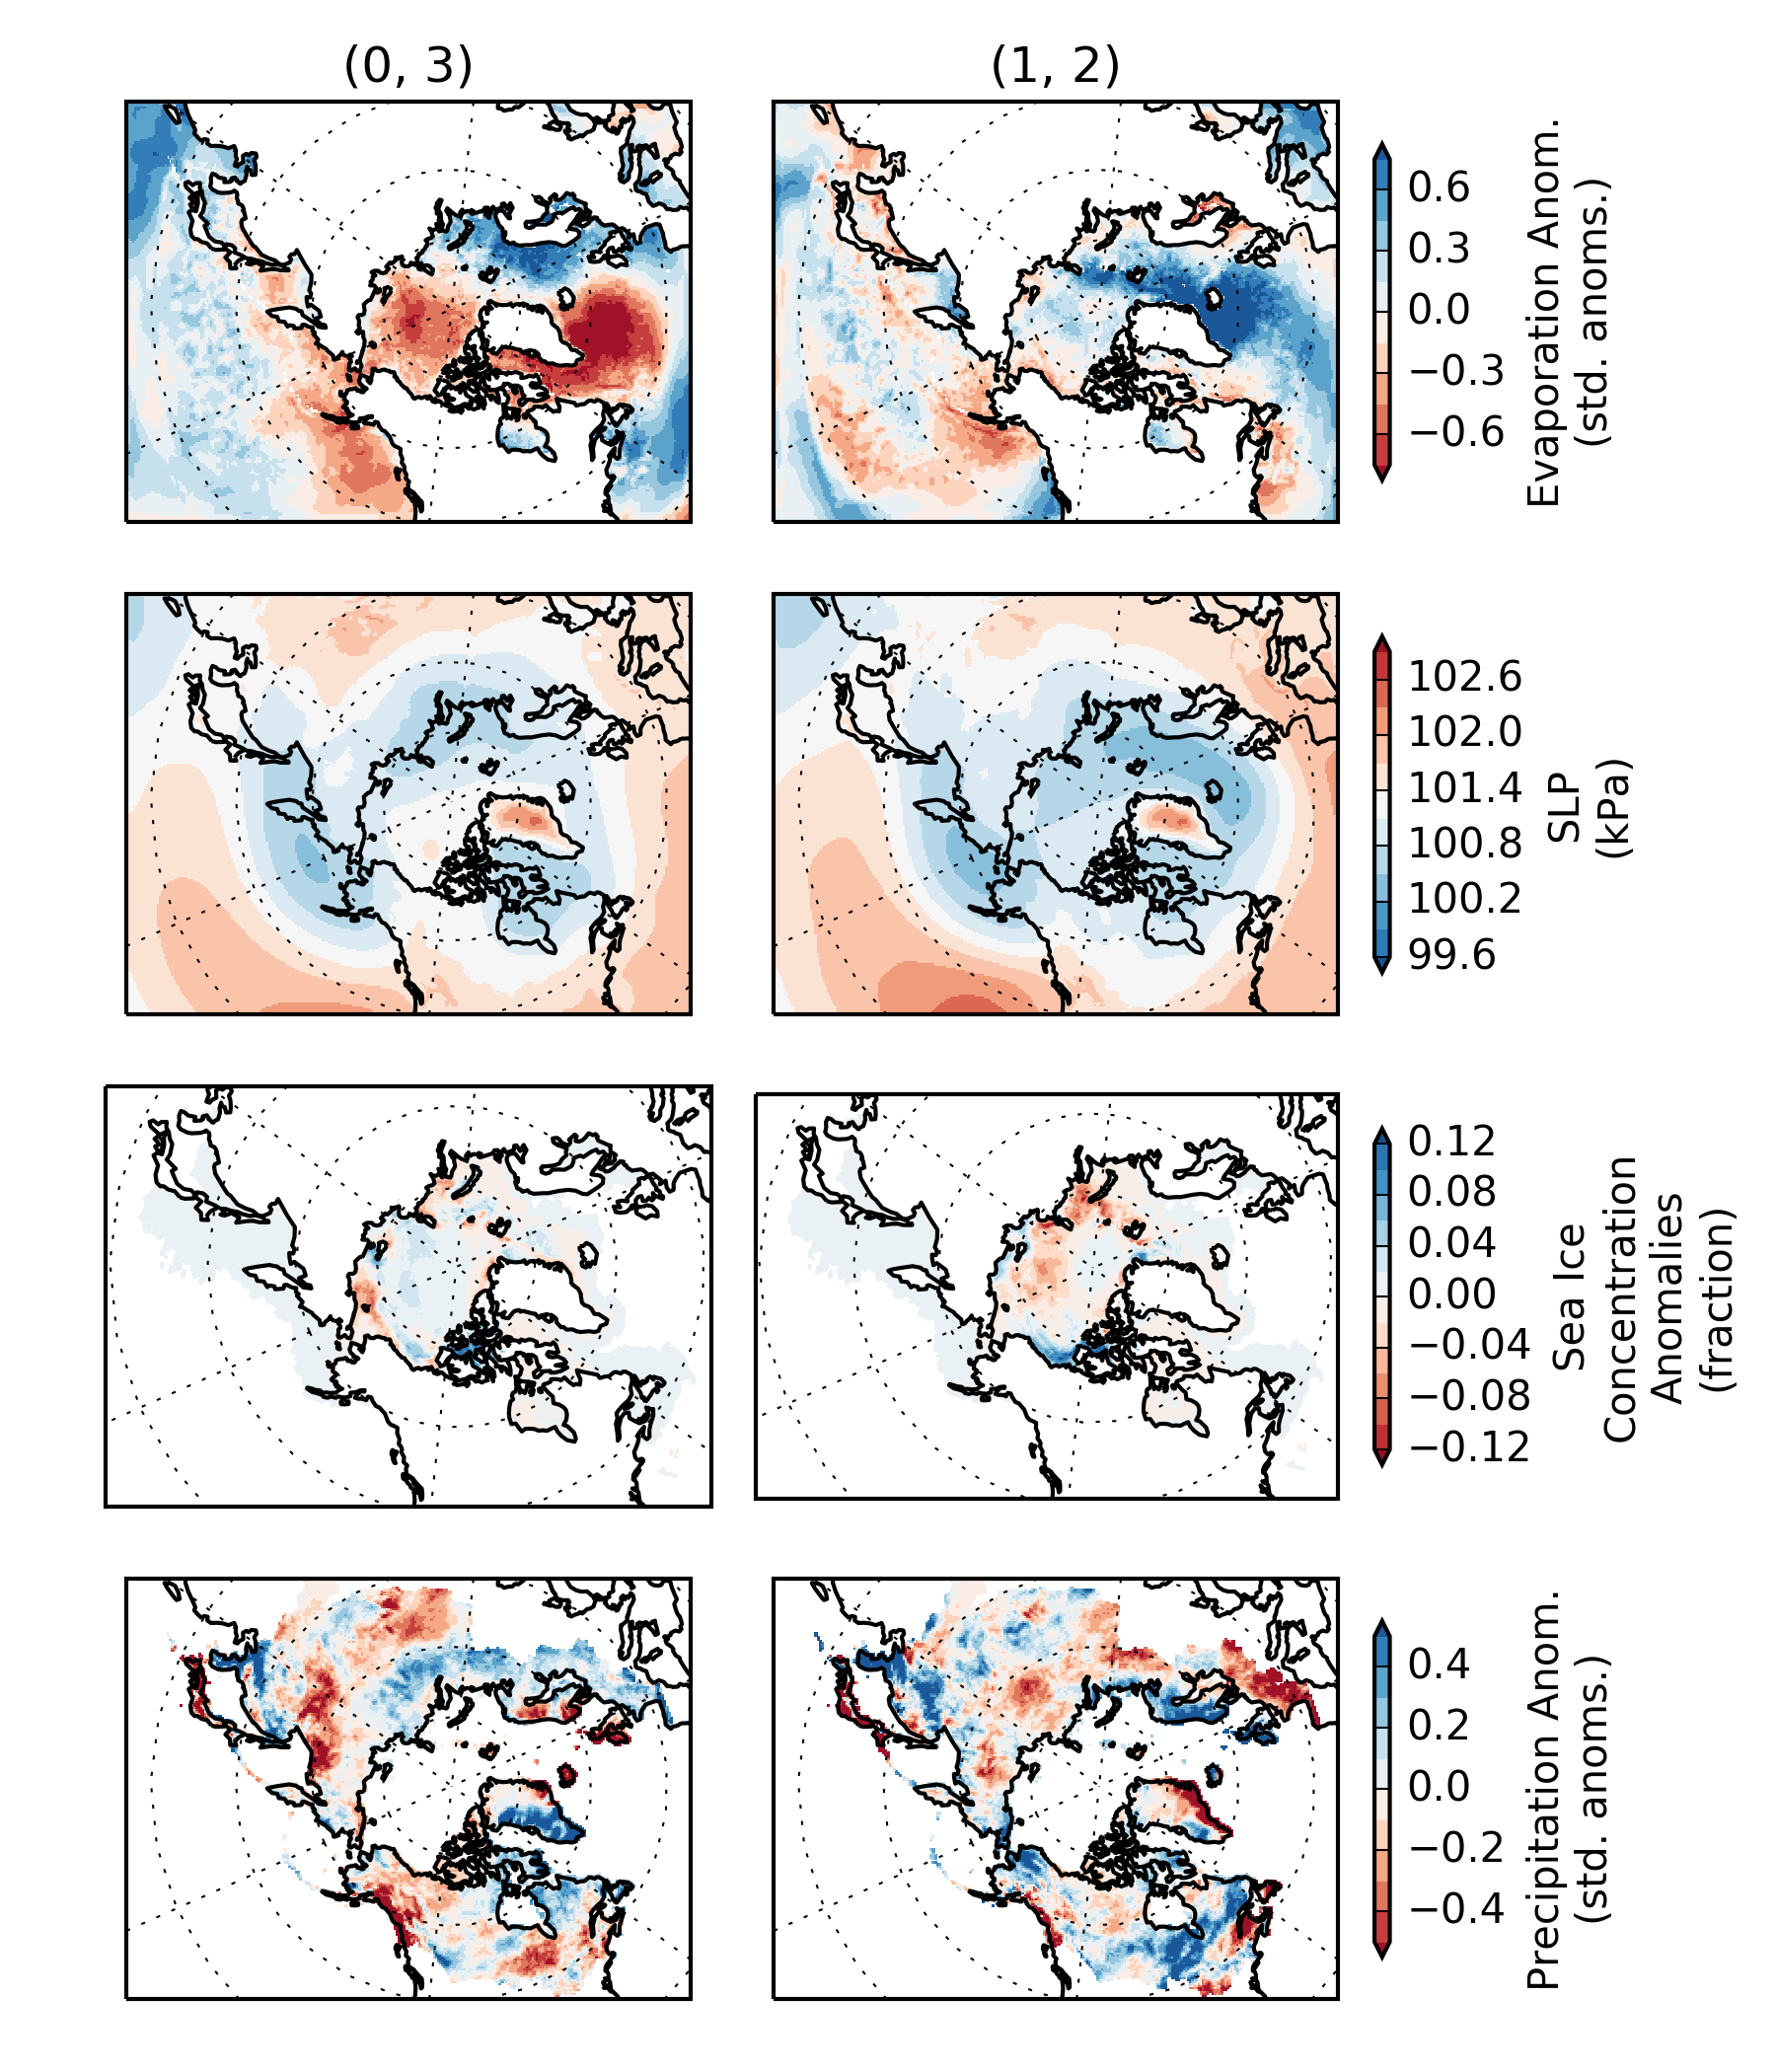 (0, 3)
(1, 2)
0.6
0.3
0.0
−0.3
−0.6
Evaporation Anom.
(std. anoms.)
102.6
102.0
101.4
100.8
100.2
99.6
SLP
(kPa)
0.12
0.08
0.04
0.00
−0.04
−0.08
−0.12
Sea Ice
Concentration
Anomalies
(fraction)
0.4
0.2
0.0
−0.2
−0.4
Precipitation Anom.
(std. anoms.)